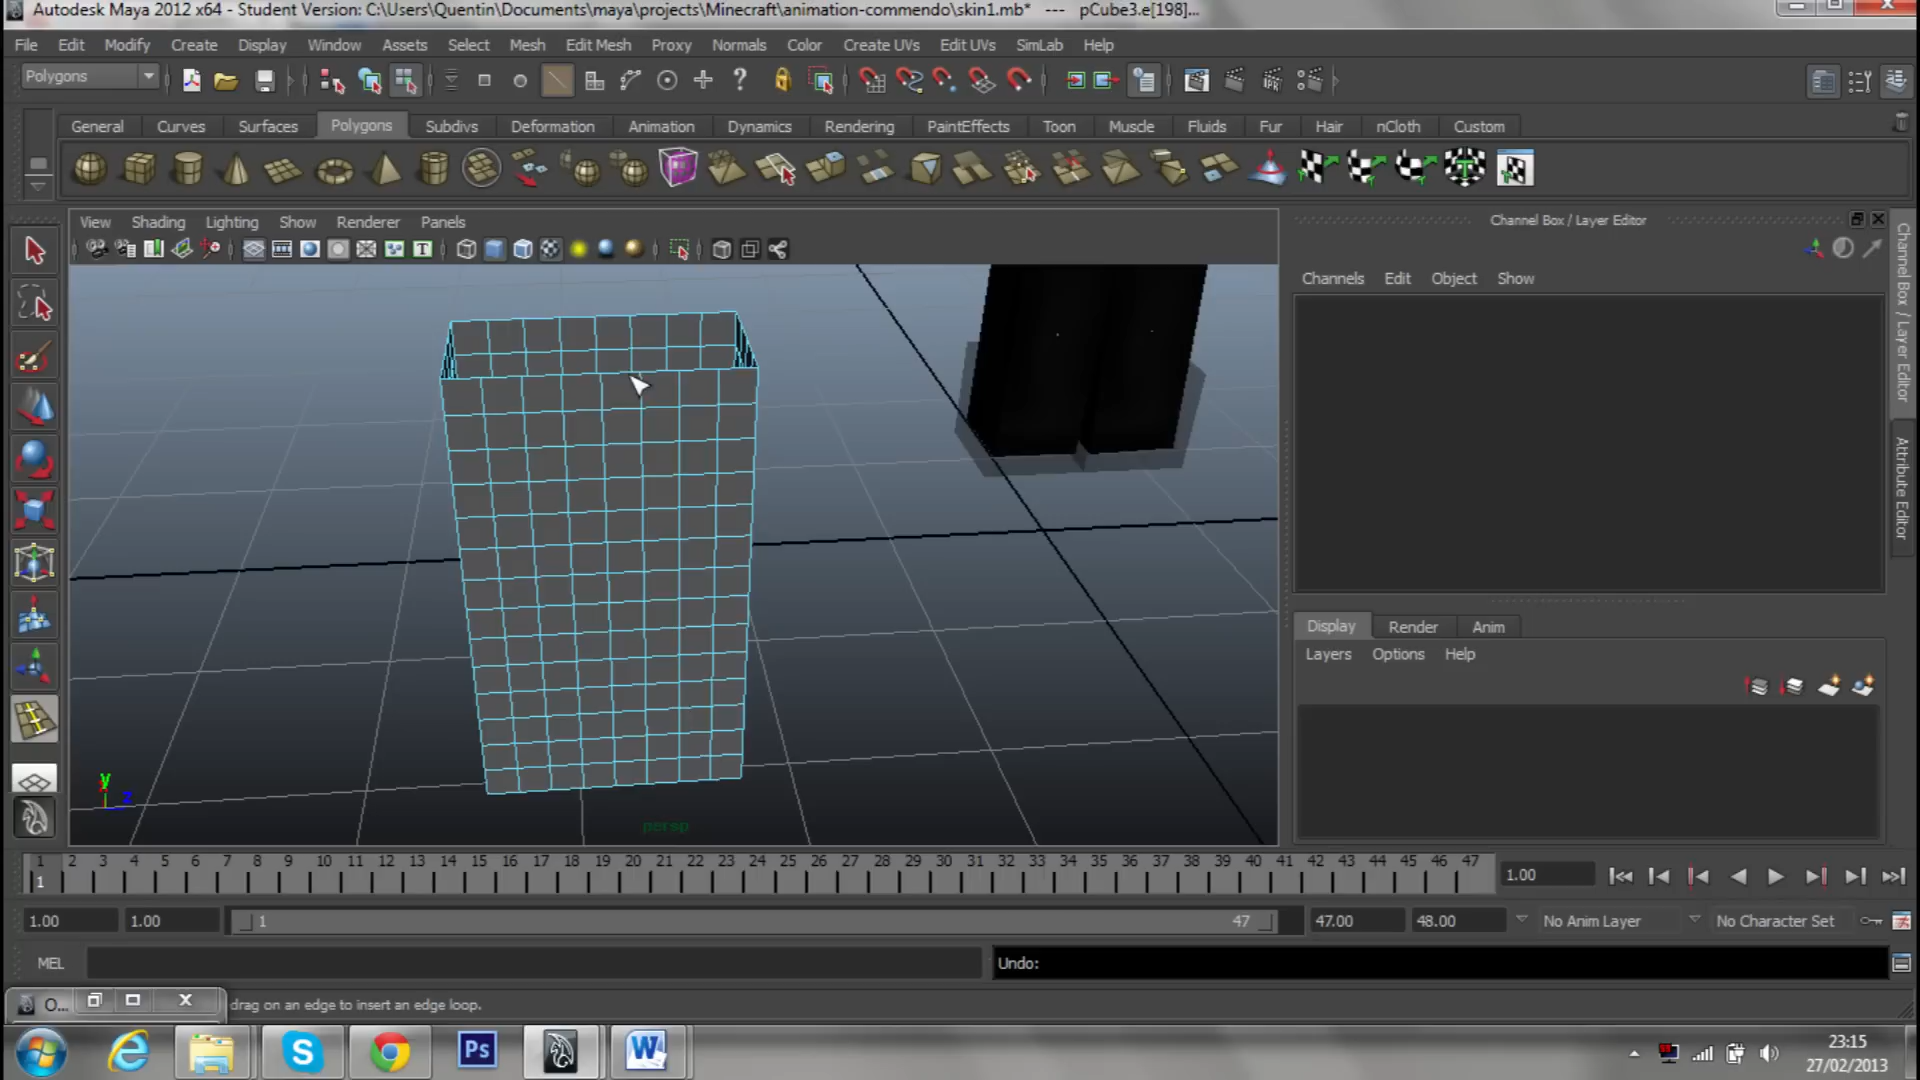 Autodesk Maya 2012 x64 - Student Version: C:\Users\Quentin\Documents\maya\projects\Minecraft\animation-commendo\skin1.mb*  ---  pCube3.e[198]...
File Edit Modify Create Display Window Assets Select Mesh Edit Mesh Proxy Normals Color Create UVs Edit UVs SimLab Help
Polygons
General Curves Surfaces Polygons Subdivs Deformation Animation Dynamics Rendering PaintEffects Toon Muscle Fluids Fur Hair nCloth Custom
View Shading Lighting Show Renderer Panels
Channel Box / Layer Editor
Channels Edit Object Show
Channel Box / Layer Editor
Attribute Editor
Display Render Anim
Layers Options Help
y
z
persp
1 2 3 4 5 6 7 8 9 10 11 12 13 14 15 16 17 18 19 20 21 22 23 24 25 26 27 28 29 30 31 32 33 34 35 36 37 38 39 40 41 42 43 44 45 46 47
1
1.00
1.00 1.00 1 47 47.00 48.00 No Anim Layer No Character Set
MEL
Undo:
O...
drag on an edge to insert an edge loop.
Ps
23:15
27/02/2013